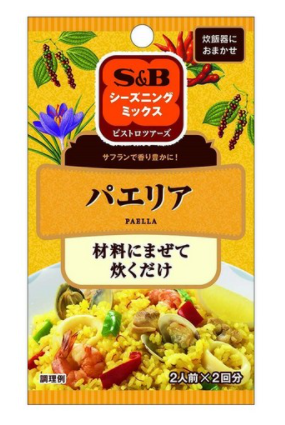 炊飯器に
おまかせ
S&B
シーズニング
ミックス
ビストロツアーズ
サフランで香り豊かに！
パエリア
PAELLA
材料にまぜて
炊くだけ
調理例
2人前×2回分